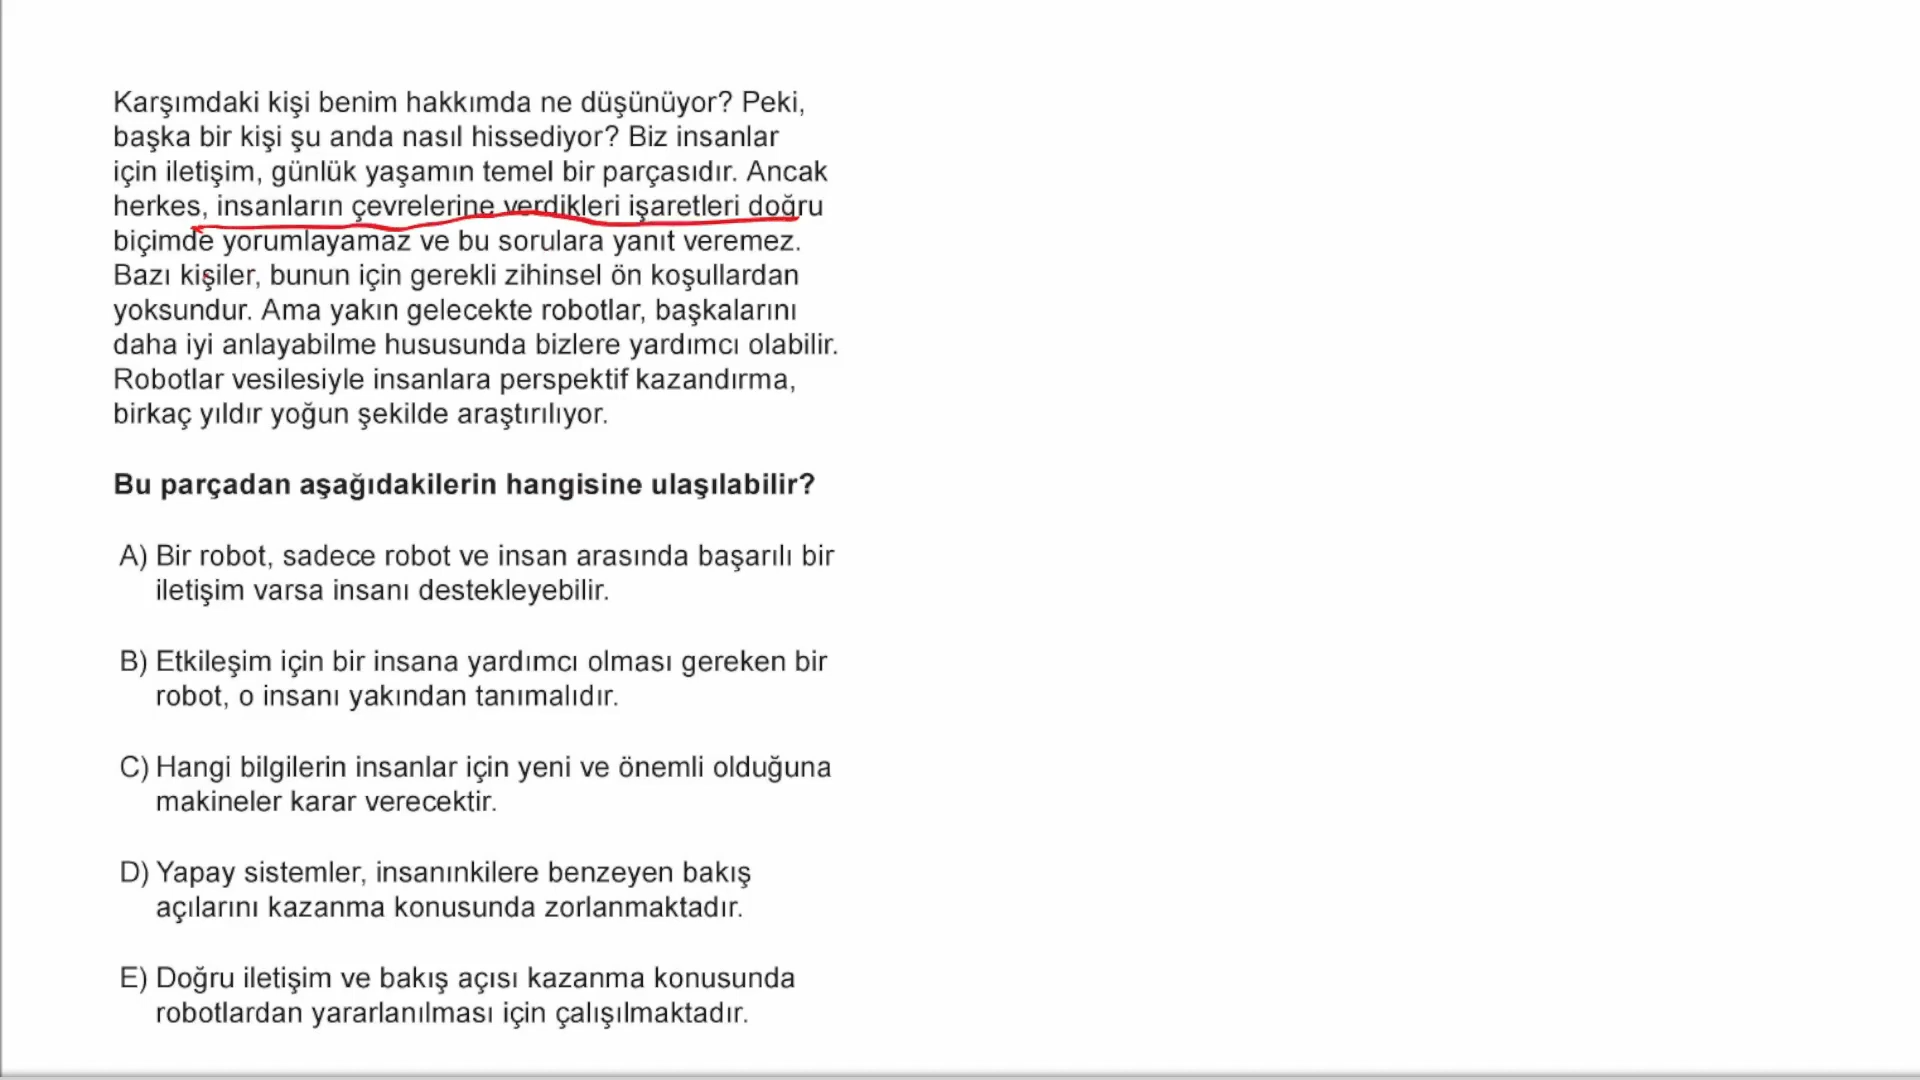 Karşımdaki kişi benim hakkımda ne düşünüyor? Peki,
başka bir kişi şu anda nasıl hissediyor? Biz insanlar
için iletişim, günlük yaşamın temel bir parçasıdır. Ancak
herkes, insanların çevrelerine verdikleri işaretleri doğru
biçimde yorumlayamaz ve bu sorulara yanıt veremez.
Bazı kişiler, bunun için gerekli zihinsel ön koşullardan
yoksundur. Ama yakın gelecekte robotlar, başkalarını
daha iyi anlayabilme hususunda bizlere yardımcı olabilir.
Robotlar vesilesiyle insanlara perspektif kazandırma,
birkaç yıldır yoğun şekilde araştırılıyor.
Bu parçadan aşağıdakilerin hangisine ulaşılabilir?
A) Bir robot, sadece robot ve insan arasında başarılı bir
iletişim varsa insanı destekleyebilir.
B) Etkileşim için bir insana yardımcı olması gereken bir
robot, o insanı yakından tanımalıdır.
C) Hangi bilgilerin insanlar için yeni ve önemli olduğuna
makineler karar verecektir.
D) Yapay sistemler, insanınkilere benzeyen bakış
açılarını kazanma konusunda zorlanmaktadır.
E) Doğru iletişim ve bakış açısı kazanma konusunda
robotlardan yararlanılması için çalışılmaktadır.